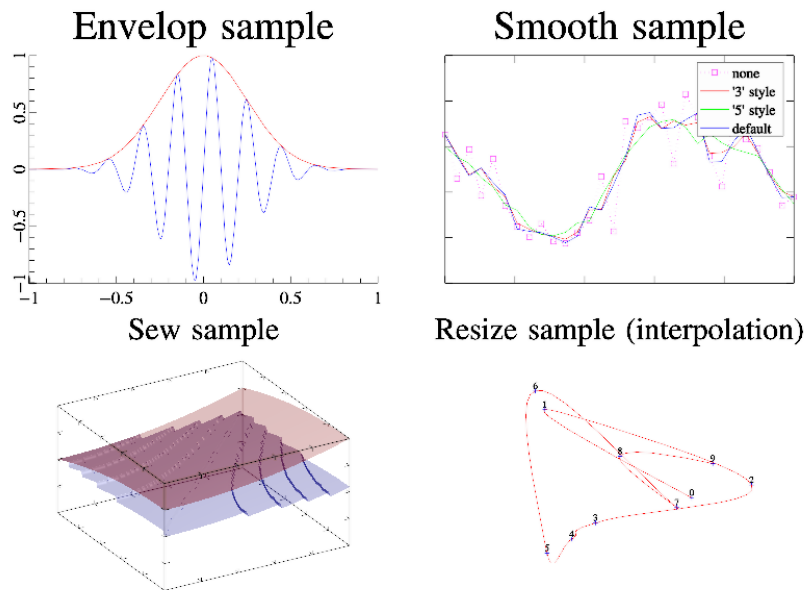 Envelop sample
Smooth sample
1
0.5
0
−0.5
−1
−1 −0.5 0 0.5 1
none
'3' style
'5' style
default
Sew sample
Resize sample (interpolation)
6
1
8
9
2
0
7
3
4
5